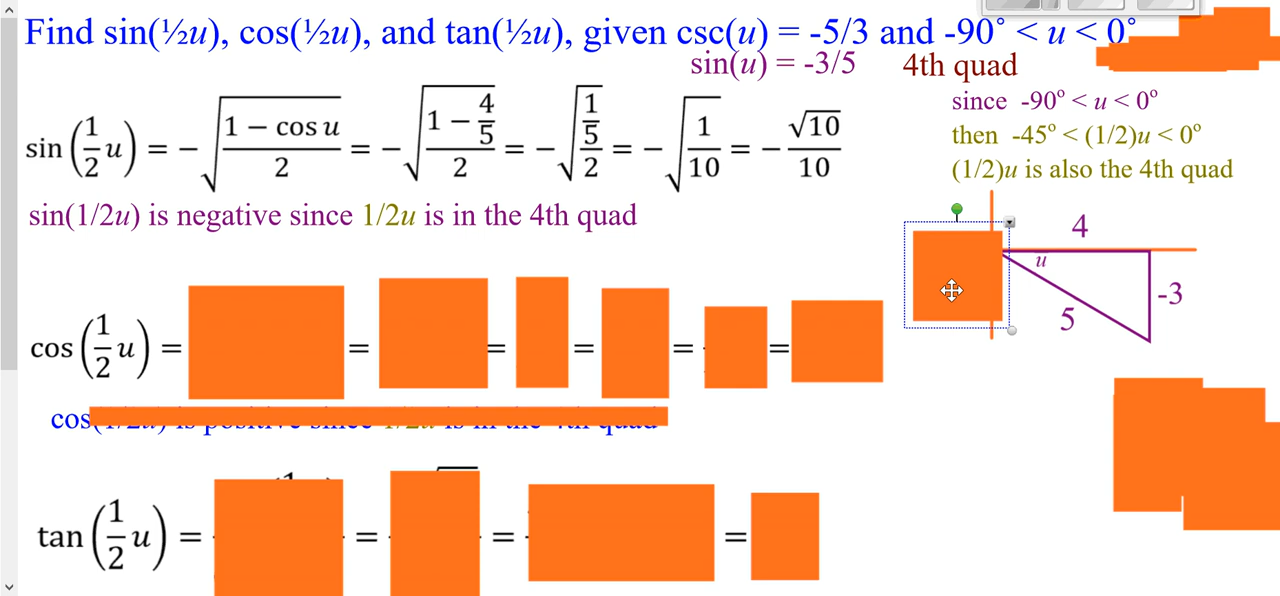 Find sin(½u), cos(½u), and tan(½u), given csc(u) = -5/3 and -90° < u < 0°
sin(u) = -3/5 4th quad
since -90° < u < 0°
then -45° < (1/2)u < 0°
(1/2)u is also the 4th quad
sin(1/2 u) = -√((1 − cos u)/2) = -√((1 − 4/5)/2) = -√((1/5)/2) = -√(1/10) = -√10/10
sin(1/2u) is negative since 1/2u is in the 4th quad
4
u
-3
5
cos(1/2 u) = = = = = =
cos
tan(1/2 u) = = = =